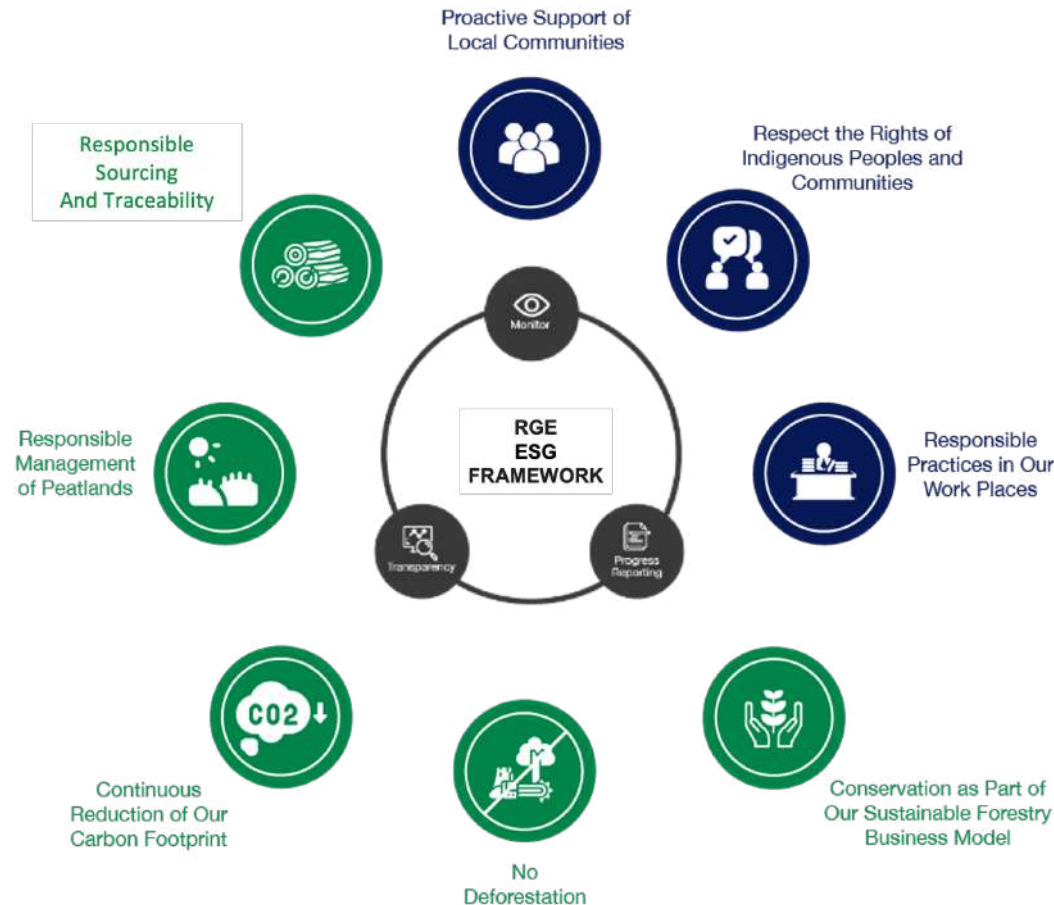 Proactive Support of
Local Communities
Responsible
Sourcing
And Traceability
Respect the Rights of
Indigenous Peoples and
Communities
Monitor
RGE
ESG
FRAMEWORK
Responsible
Management
of Peatlands
Responsible
Practices in Our
Work Places
Transparency
Progress
Reporting
CO2
Continuous
Reduction of Our
Carbon Footprint
No
Deforestation
Conservation as Part of
Our Sustainable Forestry
Business Model